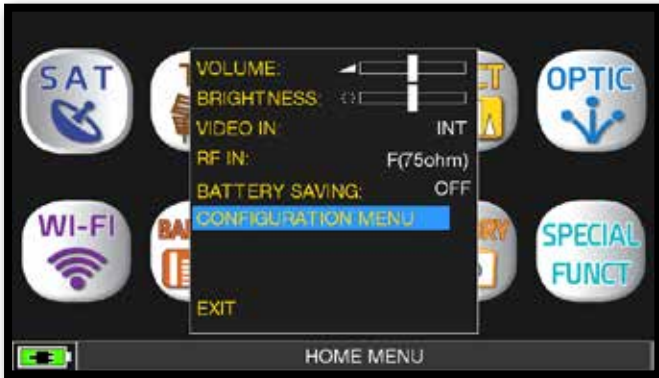 SAT
OPTIC
VOLUME:
BRIGHTNESS:
VIDEO IN: INT
RF IN: F(75ohm)
BATTERY SAVING: OFF
CONFIGURATION MENU
EXIT
WI-FI
SPECIAL
FUNCT
HOME MENU